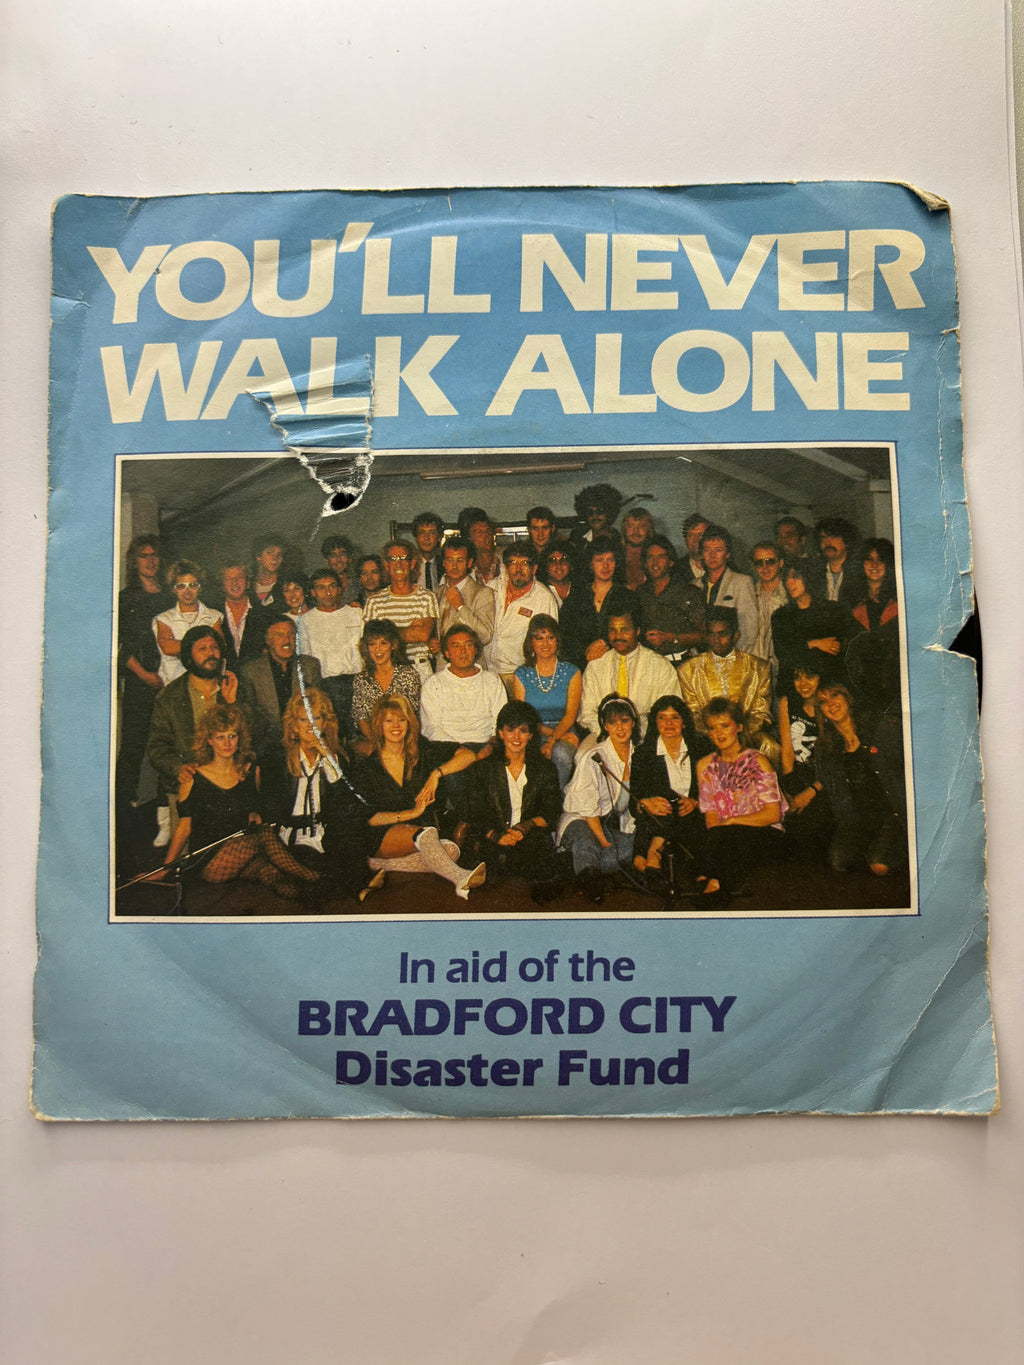 YOU'LL NEVER
WALK ALONE
In aid of the
BRADFORD CITY
Disaster Fund